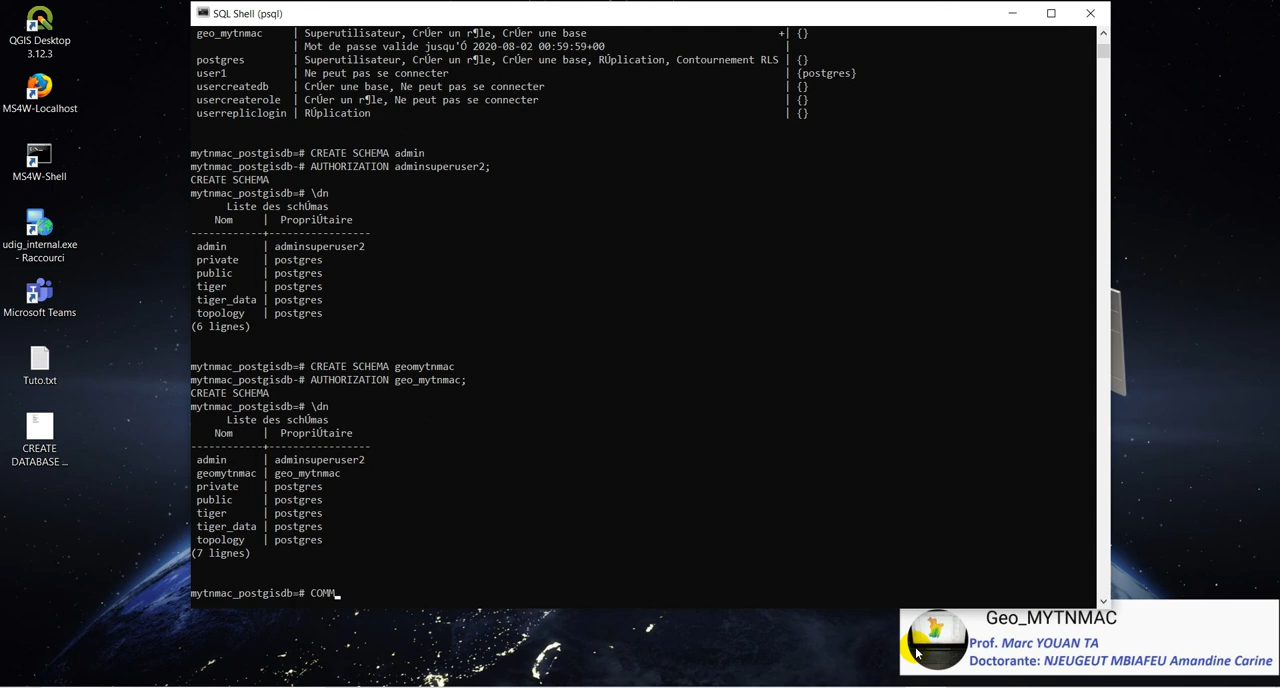 QGIS Desktop
3.12.3
MS4W-Localhost
MS4W-Shell
udig_internal.exe
- Raccourci
Microsoft Teams
Tuto.txt
CREATE
DATABASE ...
SQL Shell (psql)
geo_mytnmac | Superutilisateur, CrÚer un r¶le, CrÚer une base +| {}
| Mot de passe valide jusqu'Ó 2020-08-02 00:59:59+00 |
postgres | Superutilisateur, CrÚer un r¶le, CrÚer une base, RÚplication, Contournement RLS | {}
user1 | Ne peut pas se connecter | {postgres}
usercreatedb | CrÚer une base, Ne peut pas se connecter | {}
usercreaterole | CrÚer un r¶le, Ne peut pas se connecter | {}
userrepliclogin | RÚplication | {}
mytnmac_postgisdb=# CREATE SCHEMA admin
mytnmac_postgisdb-# AUTHORIZATION adminsuperuser2;
CREATE SCHEMA
mytnmac_postgisdb=# \dn
Liste des schÚmas
Nom | PropriÚtaire
------------+-----------------
admin | adminsuperuser2
private | postgres
public | postgres
tiger | postgres
tiger_data | postgres
topology | postgres
(6 lignes)
mytnmac_postgisdb=# CREATE SCHEMA geomytnmac
mytnmac_postgisdb-# AUTHORIZATION geo_mytnmac;
CREATE SCHEMA
mytnmac_postgisdb=# \dn
Liste des schÚmas
Nom | PropriÚtaire
------------+-----------------
admin | adminsuperuser2
geomytnmac | geo_mytnmac
private | postgres
public | postgres
tiger | postgres
tiger_data | postgres
topology | postgres
(7 lignes)
mytnmac_postgisdb=# COMM_
Geo_MYTNMAC
Prof. Marc YOUAN TA
Doctorante: NJEUGEUT MBIAFEU Amandine Carine